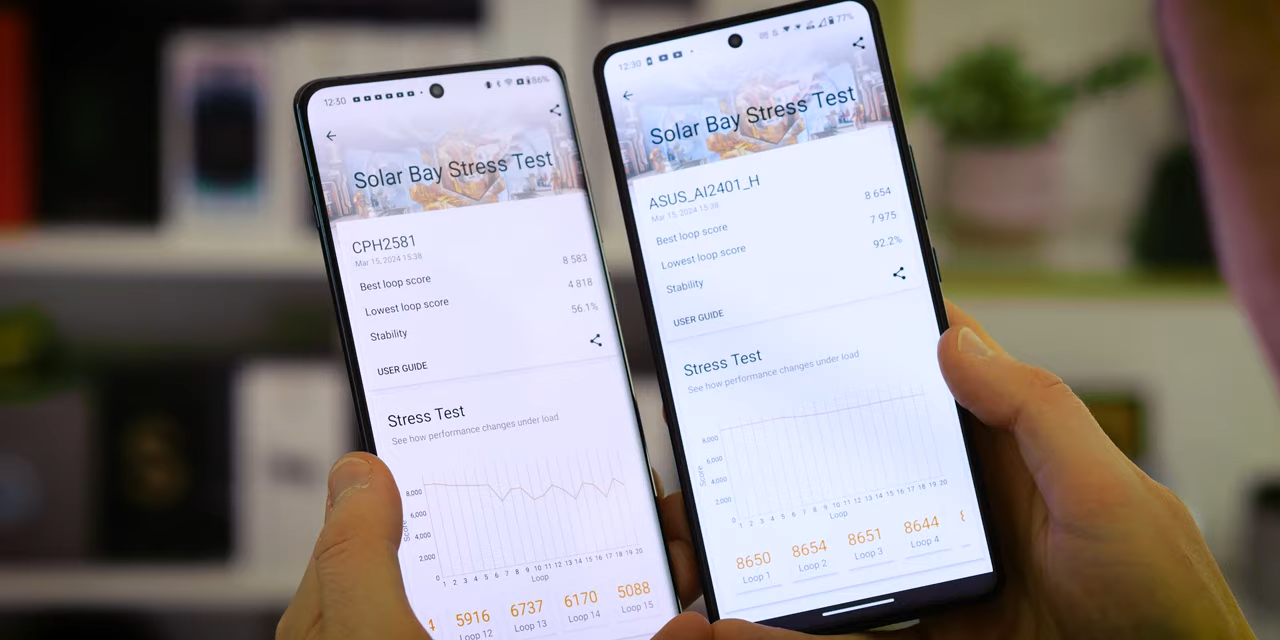 12:30
86%
Solar Bay Stress Test
CPH2581
Mar 15, 2024 15:38
Best loop score 8 583
Lowest loop score 4 818
Stability 56.1%
USER GUIDE
Stress Test
See how performance changes under load
8,000
6,000
4,000
2,000
0
Score
1 2 3 4 5 6 7 8 9 10 11 12 13 14 15 16 17 18 19 20
Loop
5916 6737 6170 5088
Loop 12 Loop 13 Loop 14 Loop 15
12:30
77%
Solar Bay Stress Test
ASUS_AI2401_H
Mar 15, 2024 15:38
Best loop score 8 654
Lowest loop score 7 975
Stability 92.2%
USER GUIDE
Stress Test
See how performance changes under load
8,000
6,000
4,000
2,000
0
Score
1 2 3 4 5 6 7 8 9 10 11 12 13 14 15 16 17 18 19 20
Loop
8650 8654 8651 8644
Loop 1 Loop 2 Loop 3 Loop 4